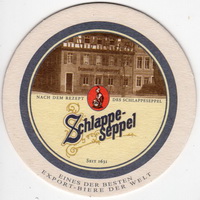 NACH DEM REZEPT DES SCHLAPPESEPPEL
Schlappe-
seppel
Seit 1631
EINES DER BESTEN
EXPORT-BIERE DER WELT